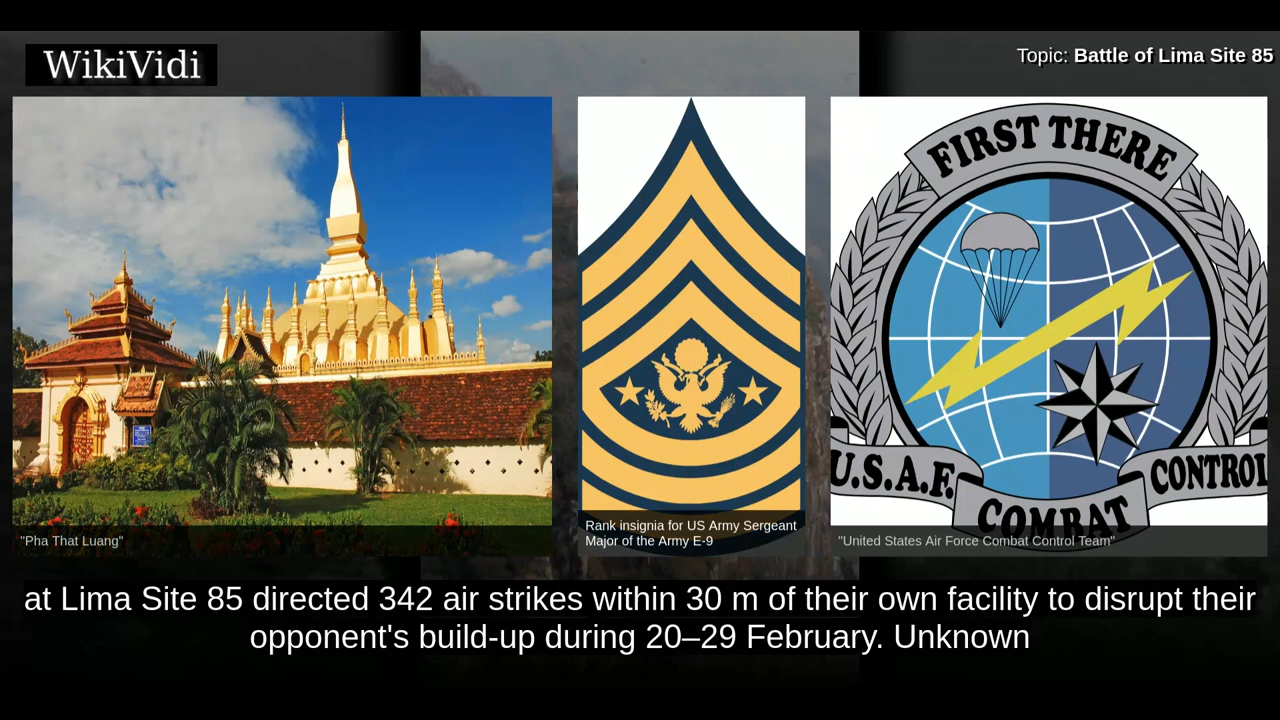 WikiVidi
Topic: Battle of Lima Site 85
FIRST THERE
U.S.A.F.
COMBAT
CONTROL
"Pha That Luang"
Rank insignia for US Army Sergeant
Major of the Army E-9
"United States Air Force Combat Control Team"
at Lima Site 85 directed 342 air strikes within 30 m of their own facility to disrupt their
opponent's build-up during 20–29 February. Unknown